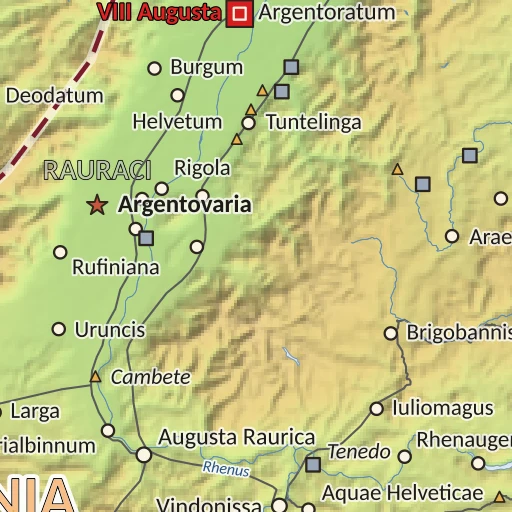 VIII Augusta
Argentoratum
Burgum
Deodatum
Helvetum
Tuntelinga
RAURACI
Rigola
Argentovaria
Arae
Rufiniana
Uruncis
Brigobannis
Cambete
Larga
Iuliomagus
rialbinnum
Augusta Raurica
Rhenauger
Tenedo
Rhenus
Aquae Helveticae
NIA
Vindonissa